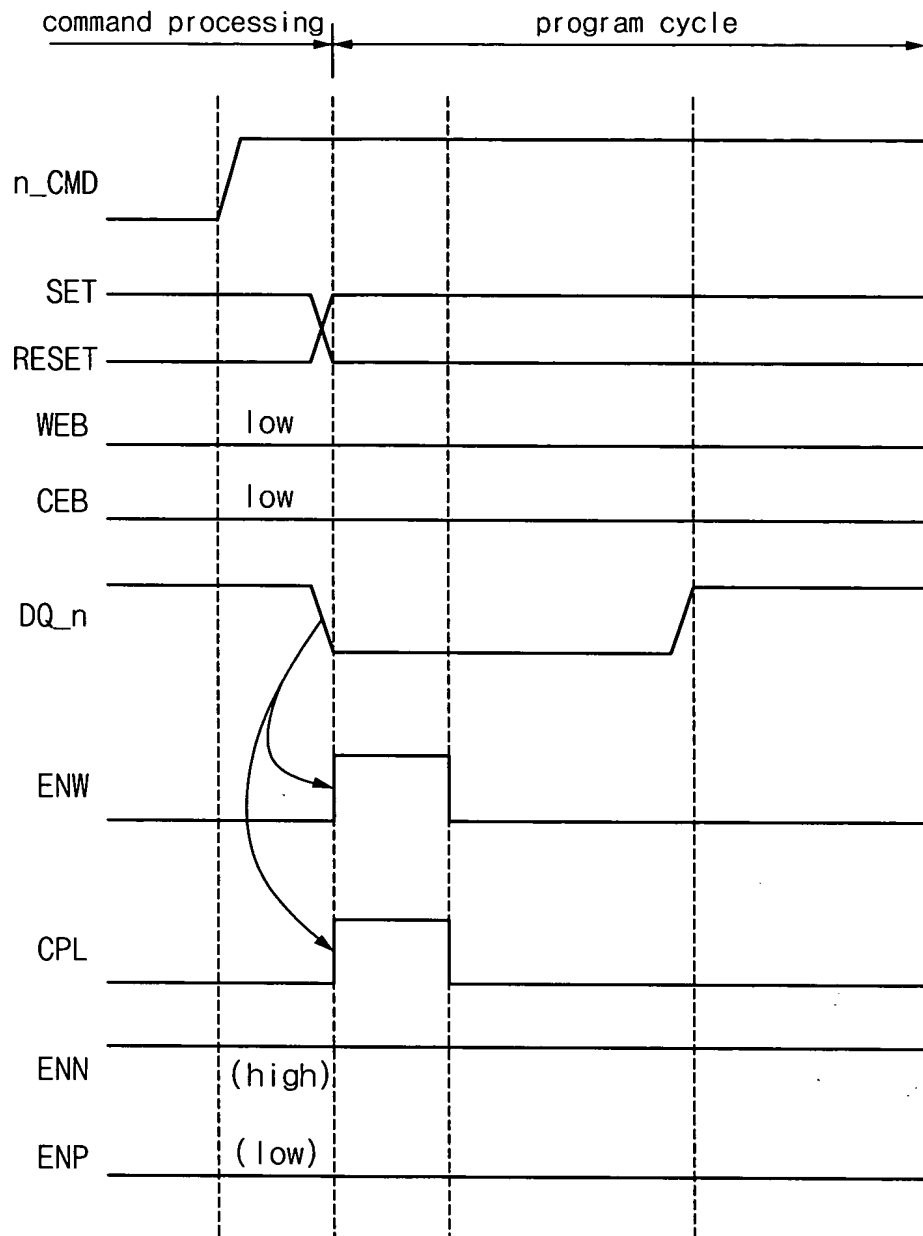 command processing
program cycle
n_CMD
SET
RESET
WEB low
CEB low
DQ_n
ENW
CPL
ENN (high)
ENP (low)